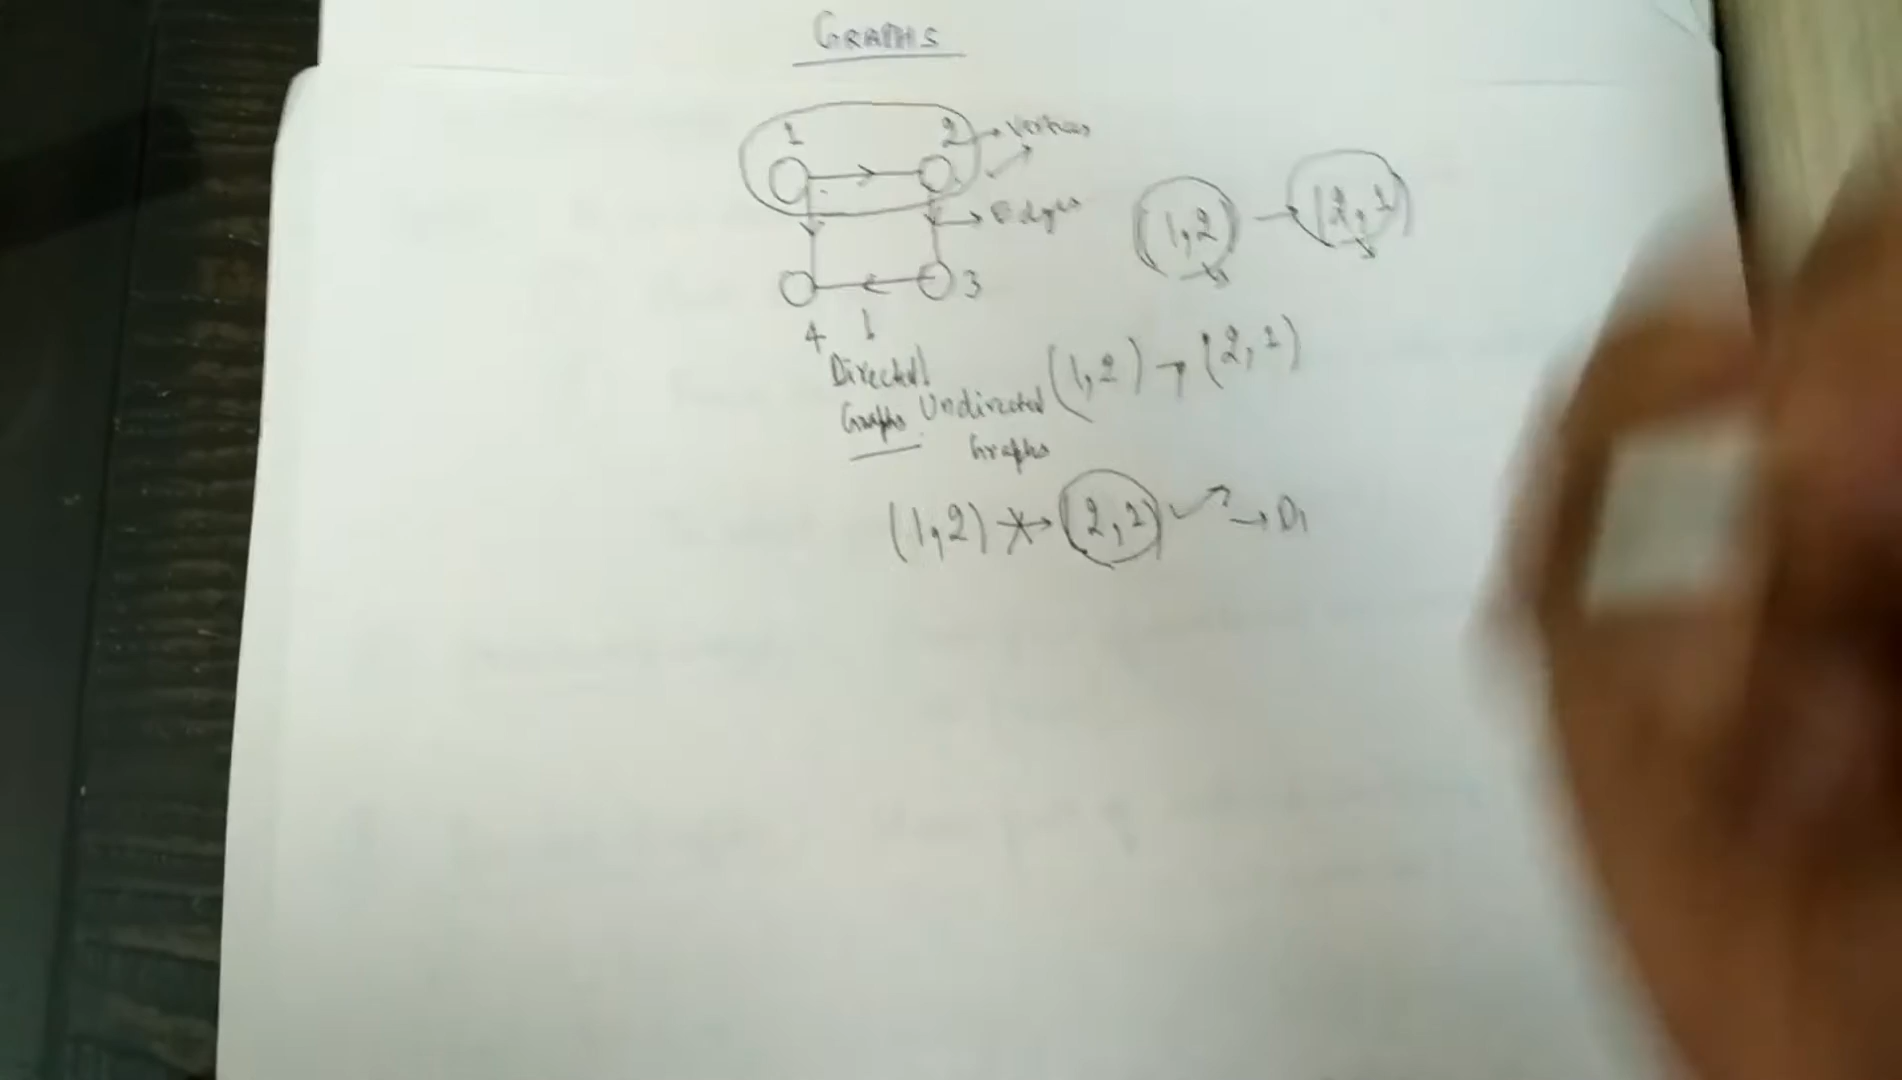 GRAPHS
1 2 → Vertices
→ Edges
(1,2) → (2,1)
4 3
Directed
Graphs
Undirected
Graphs
(1,2) → (2,1)
(1,2) → (2,1) → Di